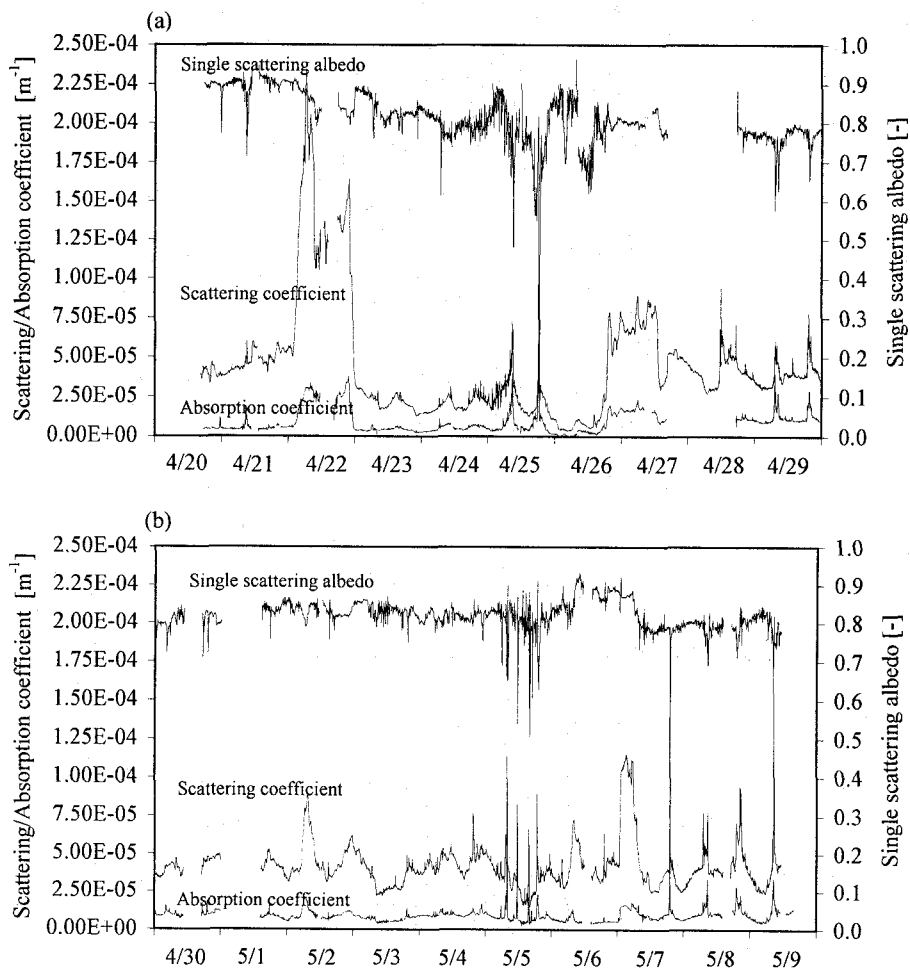 (a)
Scattering/Absorption coefficient [m⁻¹]
2.50E-04
2.25E-04
2.00E-04
1.75E-04
1.50E-04
1.25E-04
1.00E-04
7.50E-05
5.00E-05
2.50E-05
0.00E+00
Single scattering albedo
Scattering coefficient
Absorption coefficient
1.0
0.9
0.8
0.7
0.6
0.5
0.4
0.3
0.2
0.1
0.0
Single scattering albedo [-]
4/20 4/21 4/22 4/23 4/24 4/25 4/26 4/27 4/28 4/29
(b)
Scattering/Absorption coefficient [m⁻¹]
2.50E-04
2.25E-04
2.00E-04
1.75E-04
1.50E-04
1.25E-04
1.00E-04
7.50E-05
5.00E-05
2.50E-05
0.00E+00
Single scattering albedo
Scattering coefficient
Absorption coefficient
1.0
0.9
0.8
0.7
0.6
0.5
0.4
0.3
0.2
0.1
0.0
Single scattering albedo [-]
4/30 5/1 5/2 5/3 5/4 5/5 5/6 5/7 5/8 5/9